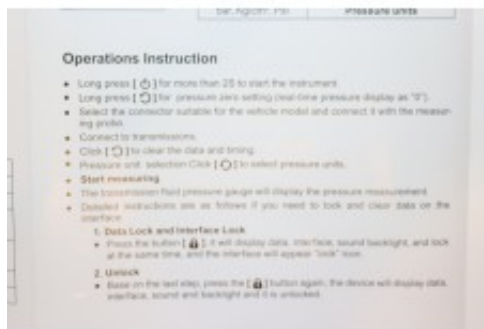 bar, Kg/cm², Psi Pressure units
Operations Instruction
Long press [ ] for more than 2S to start the instrument.
Long press [ ] for pressure zero setting (real-time pressure display as "0").
Select the connector suitable for the vehicle model and connect it with the measur-
ing probe.
Connect to transmissions.
Click [ ] to clear the data and timing.
Pressure unit selection Click [ ] to select pressure units.
Start measuring
The transmission fluid pressure gauge will display the pressure measurement.
Detailed instructions are as follows if you need to lock and clear data on the
interface
1. Data Lock and Interface Lock
Press the button [ ], it will display data, interface, sound backlight, and lock
at the same time, and the interface will appear "lock" icon.
2. Unlock
Base on the last step, press the [ ] button again, the device will display data,
interface, sound and backlight and it is unlocked.